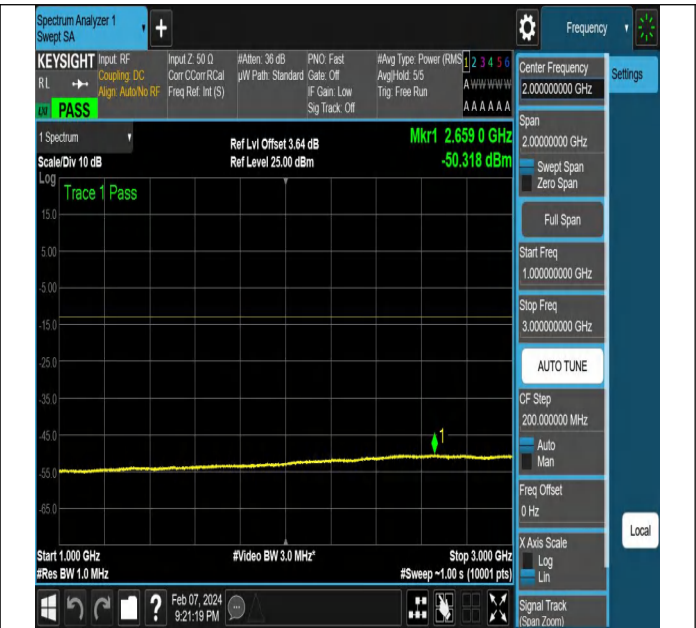 Spectrum Analyzer 1
Swept SA
+
Frequency
KEYSIGHT
RL
PASS
Input: RF
Coupling: DC
Align: Auto/No RF
Input Z: 50 Ω
Corr CCorr RCal
Freq Ref: Int (S)
#Atten: 36 dB
µW Path: Standard
PNO: Fast
Gate: Off
IF Gain: Low
Sig Track: Off
#Avg Type: Power (RMS
Avg|Hold: 5/5
Trig: Free Run
1 2 3 4 5 6
A W W W W W
A A A A A A
Center Frequency
2.000000000 GHz
Settings
Span
2.00000000 GHz
Swept Span
Zero Span
Full Span
Start Freq
1.000000000 GHz
Stop Freq
3.000000000 GHz
AUTO TUNE
CF Step
200.000000 MHz
Auto
Man
Freq Offset
0 Hz
X Axis Scale
Log
Lin
Signal Track
(Span Zoom)
Local
1 Spectrum
Scale/Div 10 dB
Ref Lvl Offset 3.64 dB
Ref Level 25.00 dBm
Mkr1 2.659 0 GHz
-50.318 dBm
Log
Trace 1 Pass
15.0
5.00
-5.00
-15.0
-25.0
-35.0
-45.0
-55.0
-65.0
1
Start 1.000 GHz
#Res BW 1.0 MHz
#Video BW 3.0 MHz*
Stop 3.000 GHz
#Sweep ~1.00 s (10001 pts)
?
Feb 07, 2024
9:21:19 PM